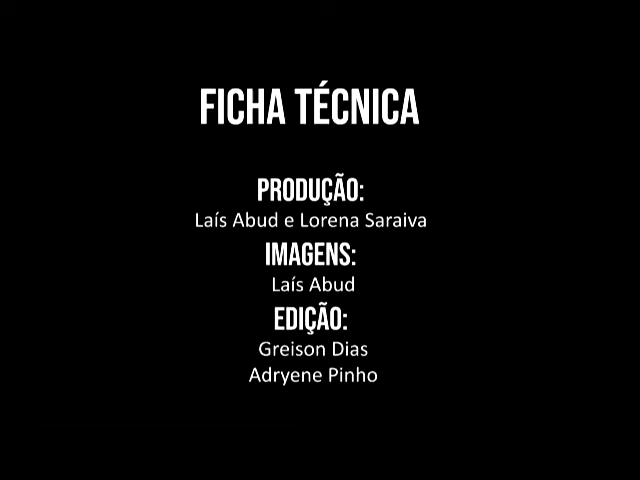 FICHA TÉCNICA
PRODUÇÃO:
Laís Abud e Lorena Saraiva
IMAGENS:
Laís Abud
EDIÇÃO:
Greison Dias
Adryene Pinho